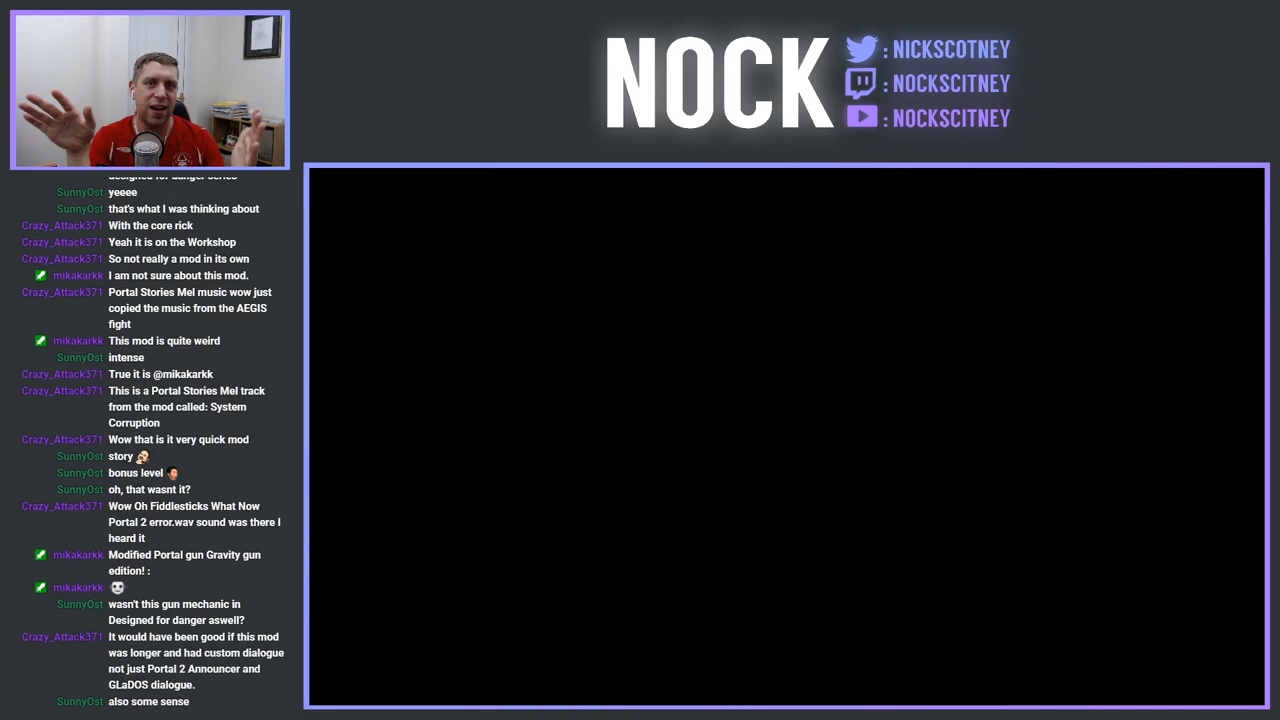 NOCK
: NICKSCOTNEY
: NOCKSCITNEY
: NOCKSCITNEY
designed for danger series
SunnyOst yeeee
SunnyOst that's what I was thinking about
Crazy_Attack371 With the core rick
Crazy_Attack371 Yeah it is on the Workshop
Crazy_Attack371 So not really a mod in its own
mikakarkk I am not sure about this mod.
Crazy_Attack371 Portal Stories Mel music wow just
copied the music from the AEGIS
fight
mikakarkk This mod is quite weird
SunnyOst intense
Crazy_Attack371 True it is @mikakarkk
Crazy_Attack371 This is a Portal Stories Mel track
from the mod called: System
Corruption
Crazy_Attack371 Wow that is it very quick mod
SunnyOst story
SunnyOst bonus level
SunnyOst oh, that wasnt it?
Crazy_Attack371 Wow Oh Fiddlesticks What Now
Portal 2 error.wav sound was there I
heard it
mikakarkk Modified Portal gun Gravity gun
edition! :
mikakarkk
SunnyOst wasn't this gun mechanic in
Designed for danger aswell?
Crazy_Attack371 It would have been good if this mod
was longer and had custom dialogue
not just Portal 2 Announcer and
GLaDOS dialogue.
SunnyOst also some sense